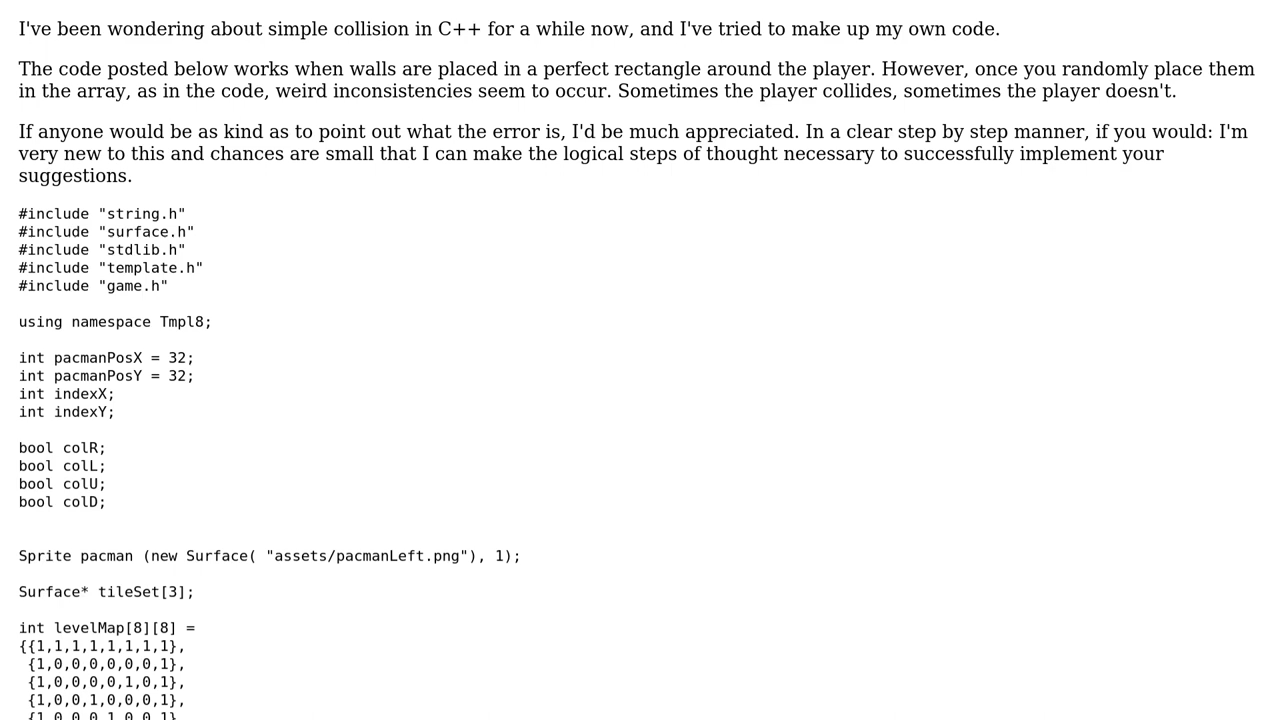 I've been wondering about simple collision in C++ for a while now, and I've tried to make up my own code.
The code posted below works when walls are placed in a perfect rectangle around the player. However, once you randomly place them
in the array, as in the code, weird inconsistencies seem to occur. Sometimes the player collides, sometimes the player doesn't.
If anyone would be as kind as to point out what the error is, I'd be much appreciated. In a clear step by step manner, if you would: I'm
very new to this and chances are small that I can make the logical steps of thought necessary to successfully implement your
suggestions.
#include "string.h"
#include "surface.h"
#include "stdlib.h"
#include "template.h"
#include "game.h"
using namespace Tmpl8;
int pacmanPosX = 32;
int pacmanPosY = 32;
int indexX;
int indexY;
bool colR;
bool colL;
bool colU;
bool colD;
Sprite pacman (new Surface( "assets/pacmanLeft.png"), 1);
Surface* tileSet[3];
int levelMap[8][8] =
{{1,1,1,1,1,1,1,1},
{1,0,0,0,0,0,0,1},
{1,0,0,0,0,1,0,1},
{1,0,0,1,0,0,0,1},
{1,0,0,0,1,0,0,1},